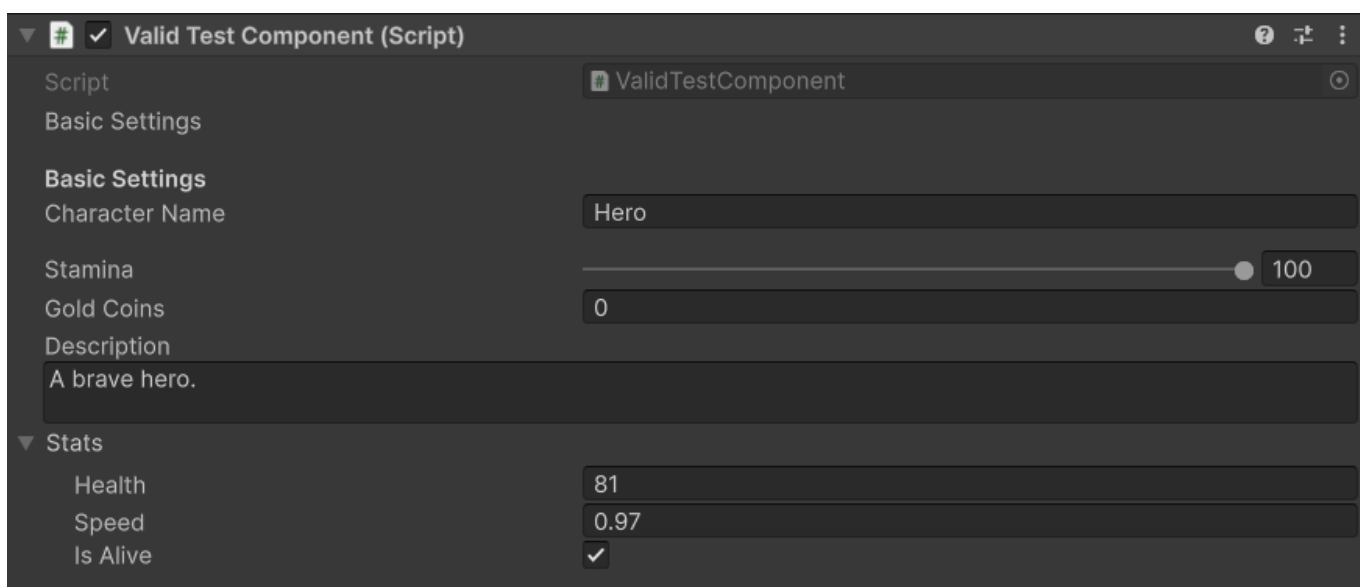 Valid Test Component (Script)
Script ValidTestComponent
Basic Settings
Basic Settings
Character Name Hero
Stamina 100
Gold Coins 0
Description
A brave hero.
Stats
Health 81
Speed 0.97
Is Alive